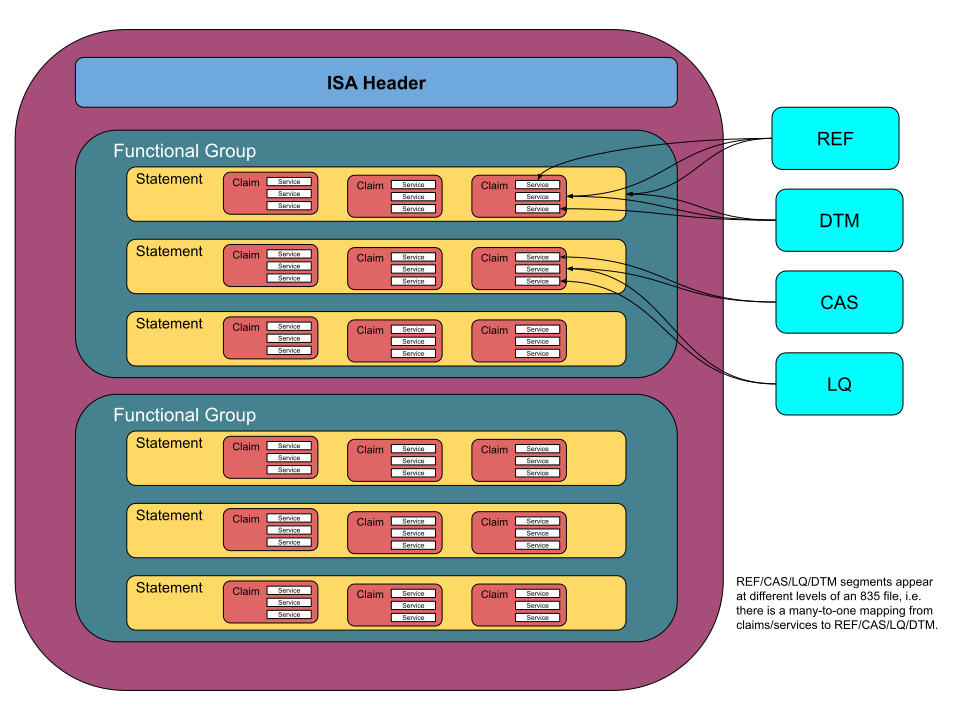 ISA Header
Functional Group
Statement
Claim
Service
Service
Service
Claim
Service
Service
Service
Claim
Service
Service
Service
Statement
Claim
Service
Service
Service
Claim
Service
Service
Service
Claim
Service
Service
Service
Statement
Claim
Service
Service
Service
Claim
Service
Service
Service
Claim
Service
Service
Service
Functional Group
Statement
Claim
Service
Service
Service
Claim
Service
Service
Service
Claim
Service
Service
Service
Statement
Claim
Service
Service
Service
Claim
Service
Service
Service
Claim
Service
Service
Service
Statement
Claim
Service
Service
Service
Claim
Service
Service
Service
Claim
Service
Service
Service
REF
DTM
CAS
LQ
REF/CAS/LQ/DTM segments appear
at different levels of an 835 file, i.e.
there is a many-to-one mapping from
claims/services to REF/CAS/LQ/DTM.